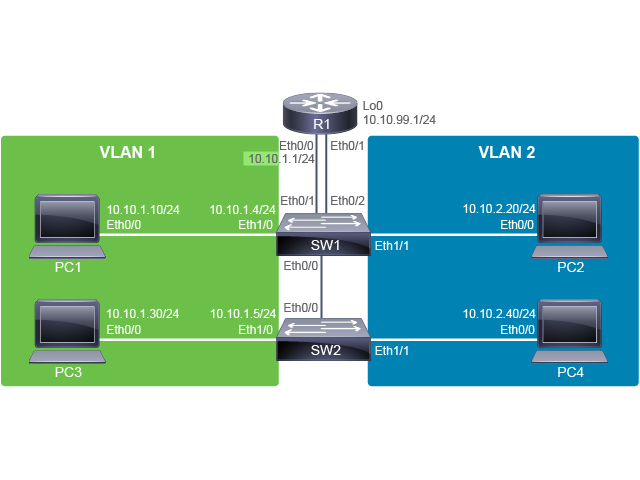 Lo0
10.10.99.1/24
R1
VLAN 1
Eth0/0
Eth0/1
VLAN 2
10.10.1.1/24
Eth0/1
Eth0/2
10.10.1.10/24
10.10.1.4/24
10.10.2.20/24
Eth0/0
Eth1/0
Eth0/0
SW1
Eth1/1
PC1
Eth0/0
PC2
Eth0/0
10.10.1.30/24
10.10.1.5/24
10.10.2.40/24
Eth0/0
Eth1/0
Eth0/0
SW2
Eth1/1
PC3
PC4